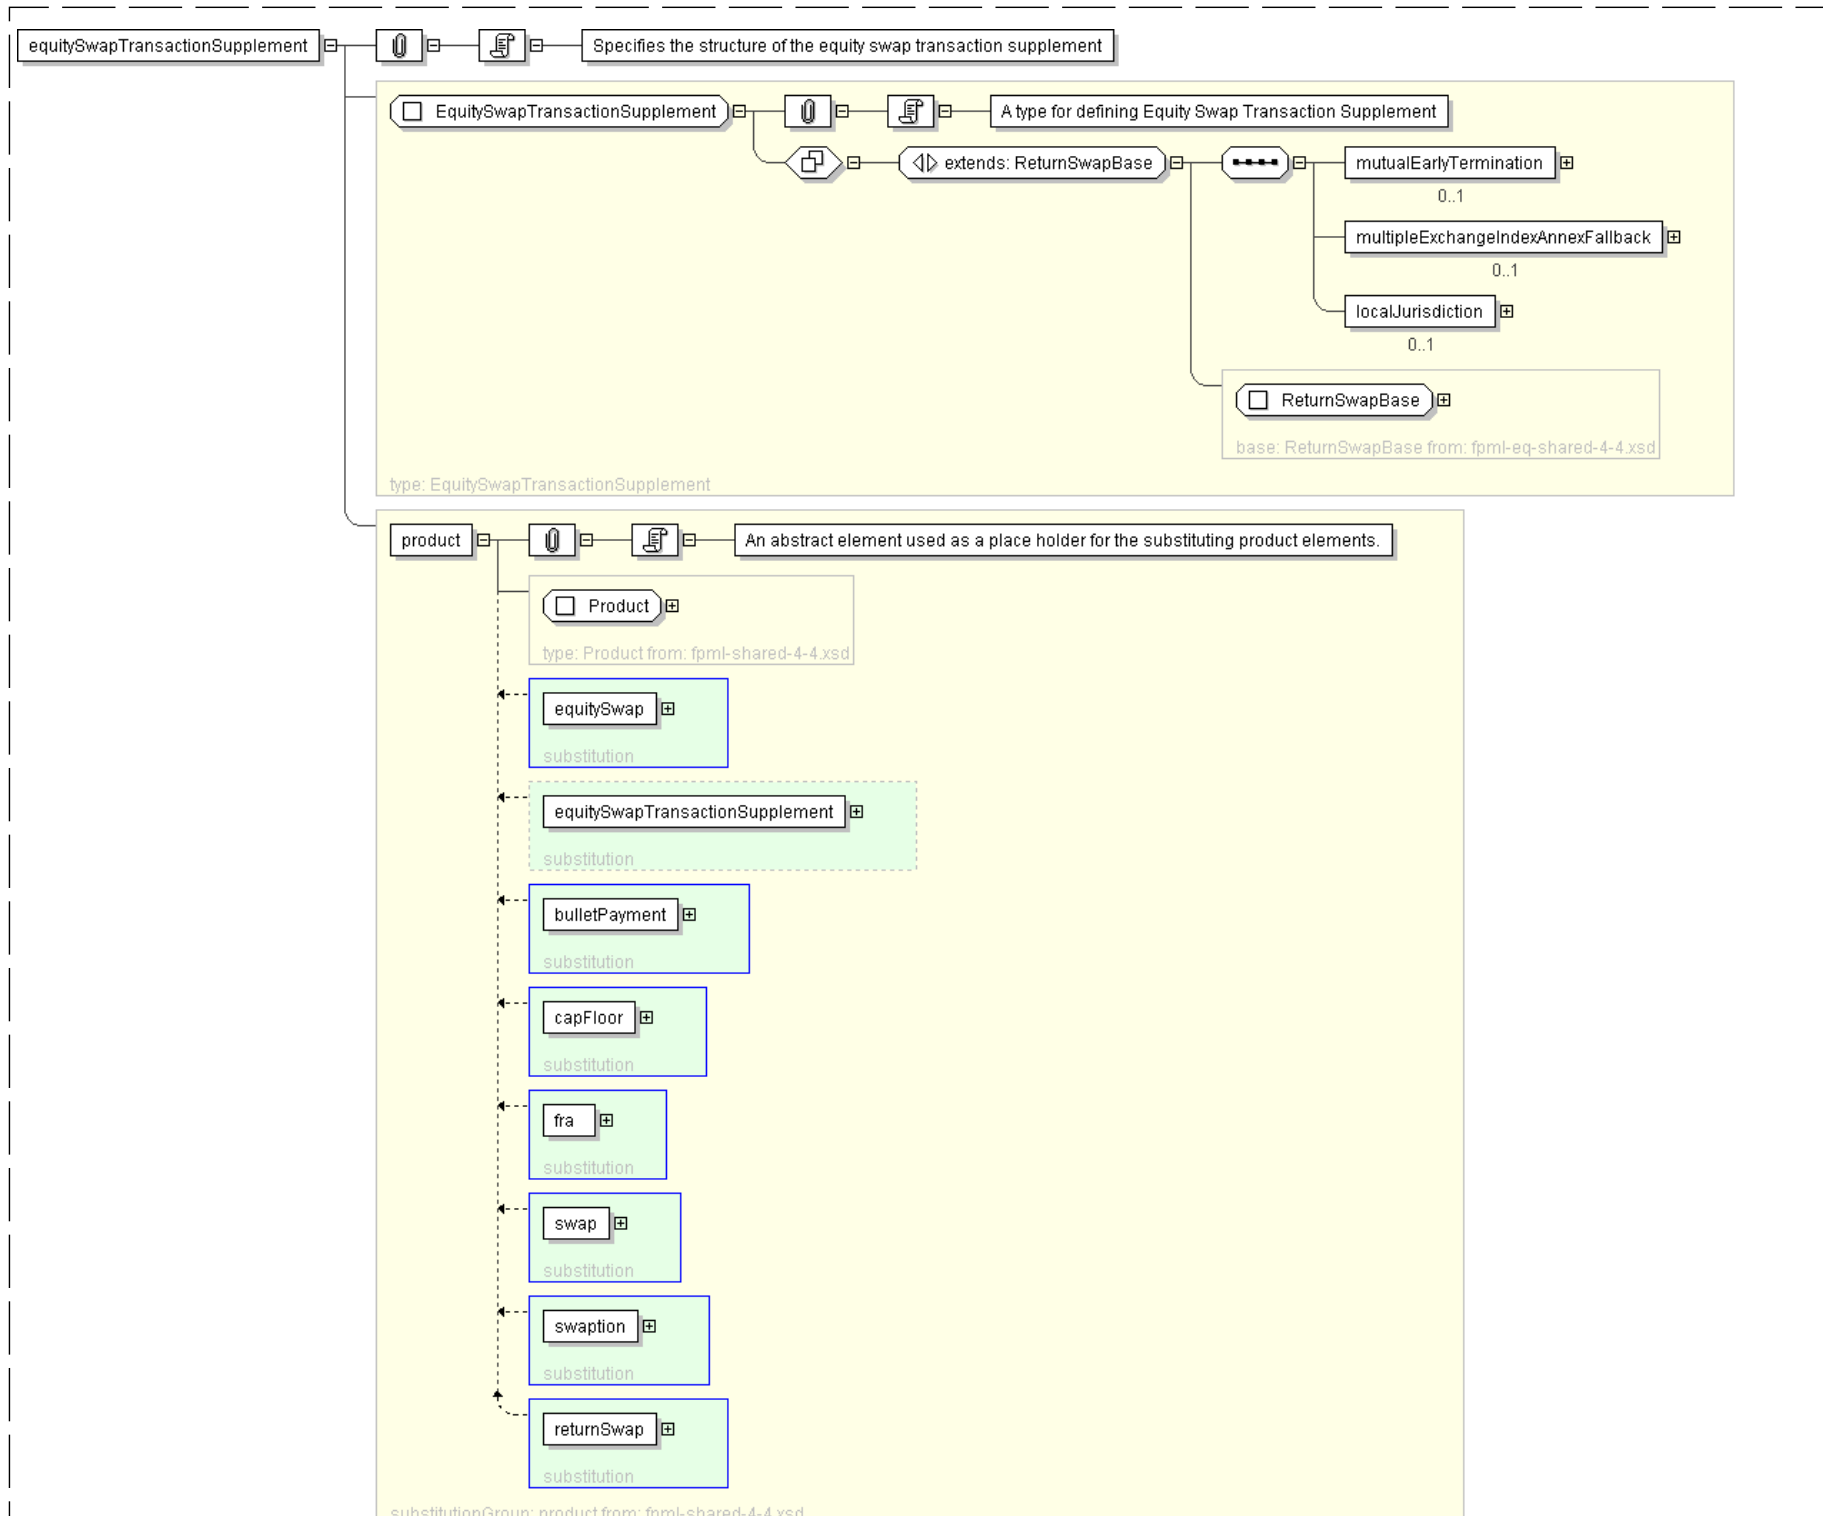 equitySwapTransactionSupplement
Specifies the structure of the equity swap transaction supplement
EquitySwapTransactionSupplement
A type for defining Equity Swap Transaction Supplement
extends: ReturnSwapBase
mutualEarlyTermination
0..1
multipleExchangeIndexAnnexFallback
0..1
localJurisdiction
0..1
ReturnSwapBase
base: ReturnSwapBase from: fpml-eq-shared-4-4.xsd
type: EquitySwapTransactionSupplement
product
An abstract element used as a place holder for the substituting product elements.
Product
type: Product from: fpml-shared-4-4.xsd
equitySwap
substitution
equitySwapTransactionSupplement
substitution
bulletPayment
substitution
capFloor
substitution
fra
substitution
swap
substitution
swaption
substitution
returnSwap
substitution
substitutionGroup: product from: fpml-shared-4-4.xsd